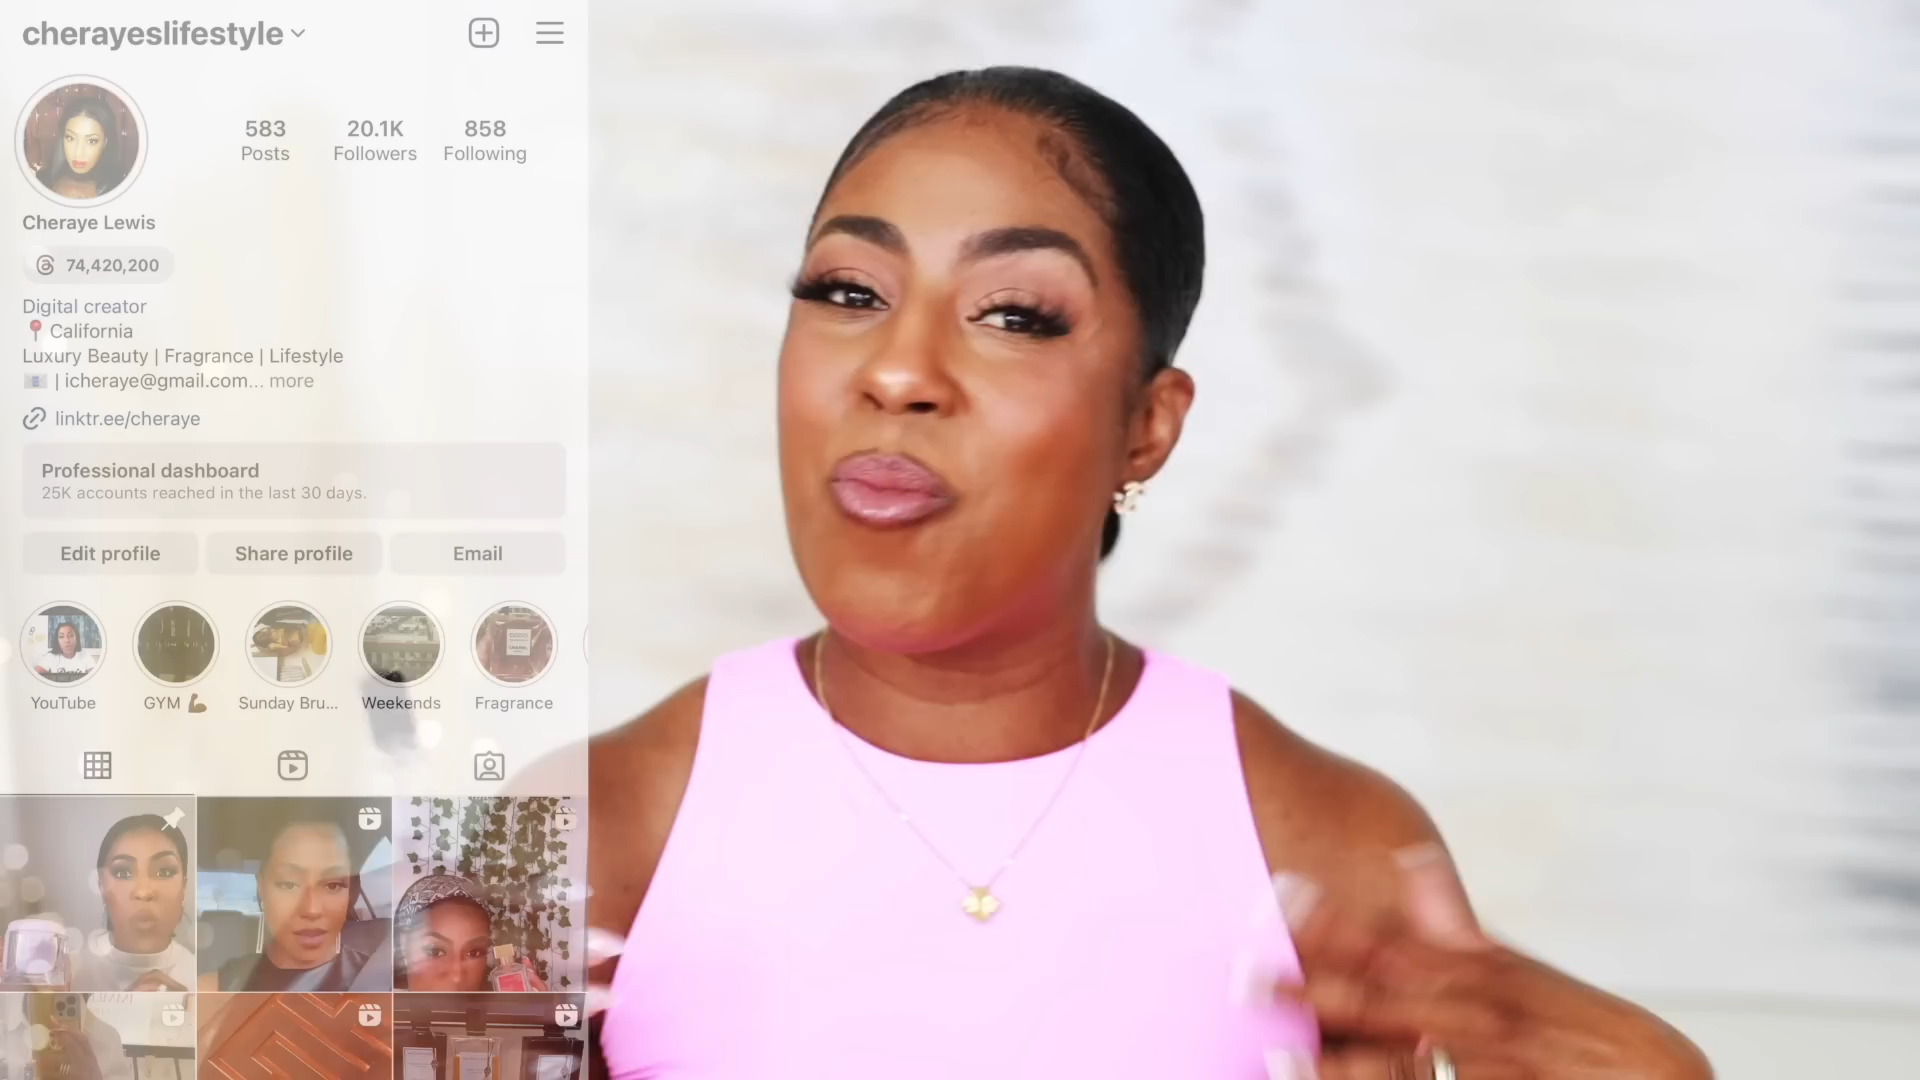 cherayeslifestyle
583 20.1K 858
Posts Followers Following
Cheraye Lewis
74,420,200
Digital creator
California
Luxury Beauty | Fragrance | Lifestyle
| icheraye@gmail.com... more
linktr.ee/cheraye
Professional dashboard
25K accounts reached in the last 30 days.
Edit profile Share profile Email
YouTube GYM Sunday Bru... Weekends Fragrance